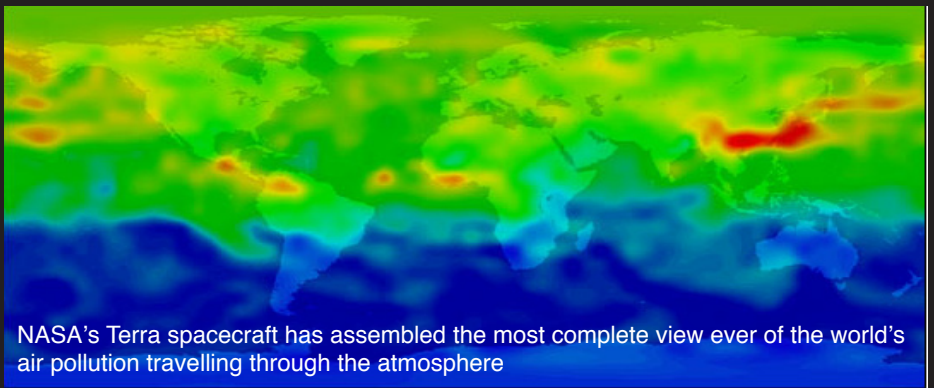 NASA's Terra spacecraft has assembled the most complete view ever of the world's
air pollution travelling through the atmosphere